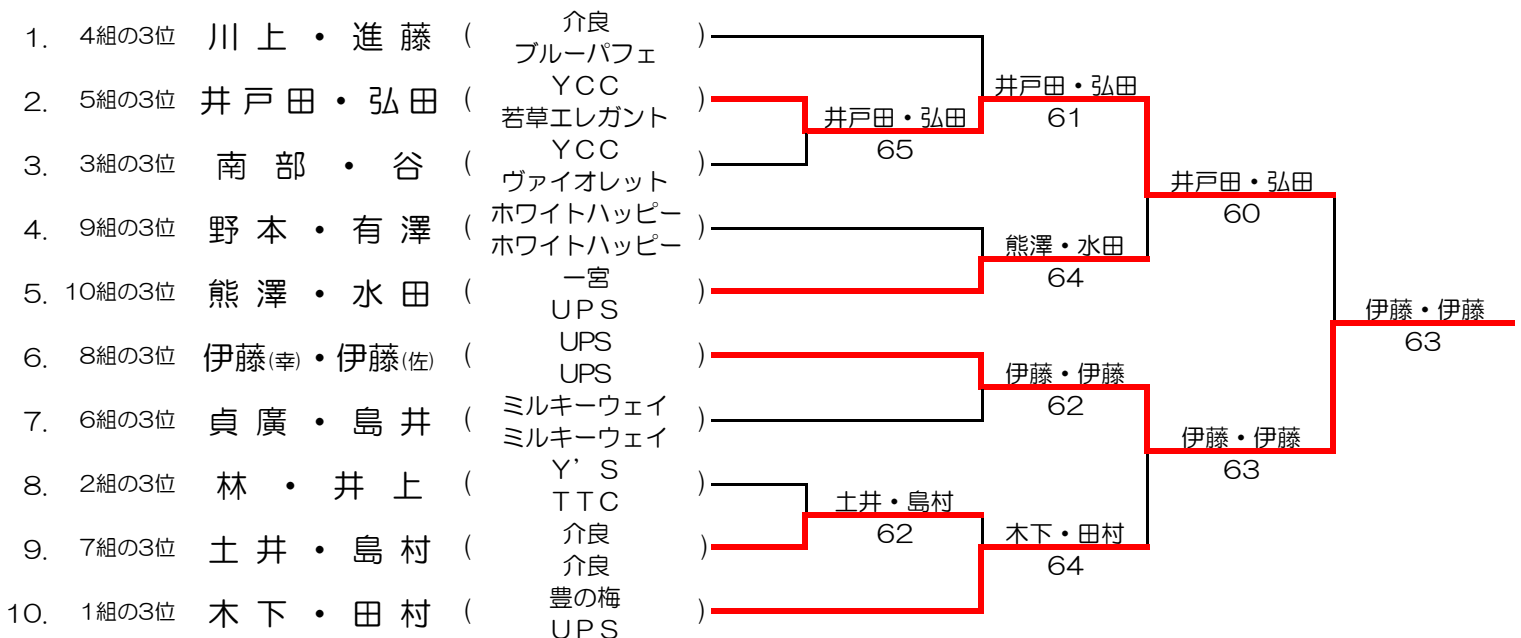 1. 4組の3位 川上・進藤 ( 介良 ブルーパフェ )
2. 5組の3位 井戸田・弘田 ( YCC 若草エレガント )
3. 3組の3位 南部・谷 ( YCC ヴァイオレット )
4. 9組の3位 野本・有澤 ( ホワイトハッピー ホワイトハッピー )
5. 10組の3位 熊澤・水田 ( 一宮 UPS )
6. 8組の3位 伊藤(幸)・伊藤(佐) ( UPS UPS )
7. 6組の3位 貞廣・島井 ( ミルキーウェイ ミルキーウェイ )
8. 2組の3位 林・井上 ( Y'S TTC )
9. 7組の3位 土井・島村 ( 介良 介良 )
10. 1組の3位 木下・田村 ( 豊の梅 UPS )
井戸田・弘田
65
土井・島村
62
井戸田・弘田
61
熊澤・水田
64
伊藤・伊藤
62
木下・田村
64
井戸田・弘田
60
伊藤・伊藤
63
伊藤・伊藤
63